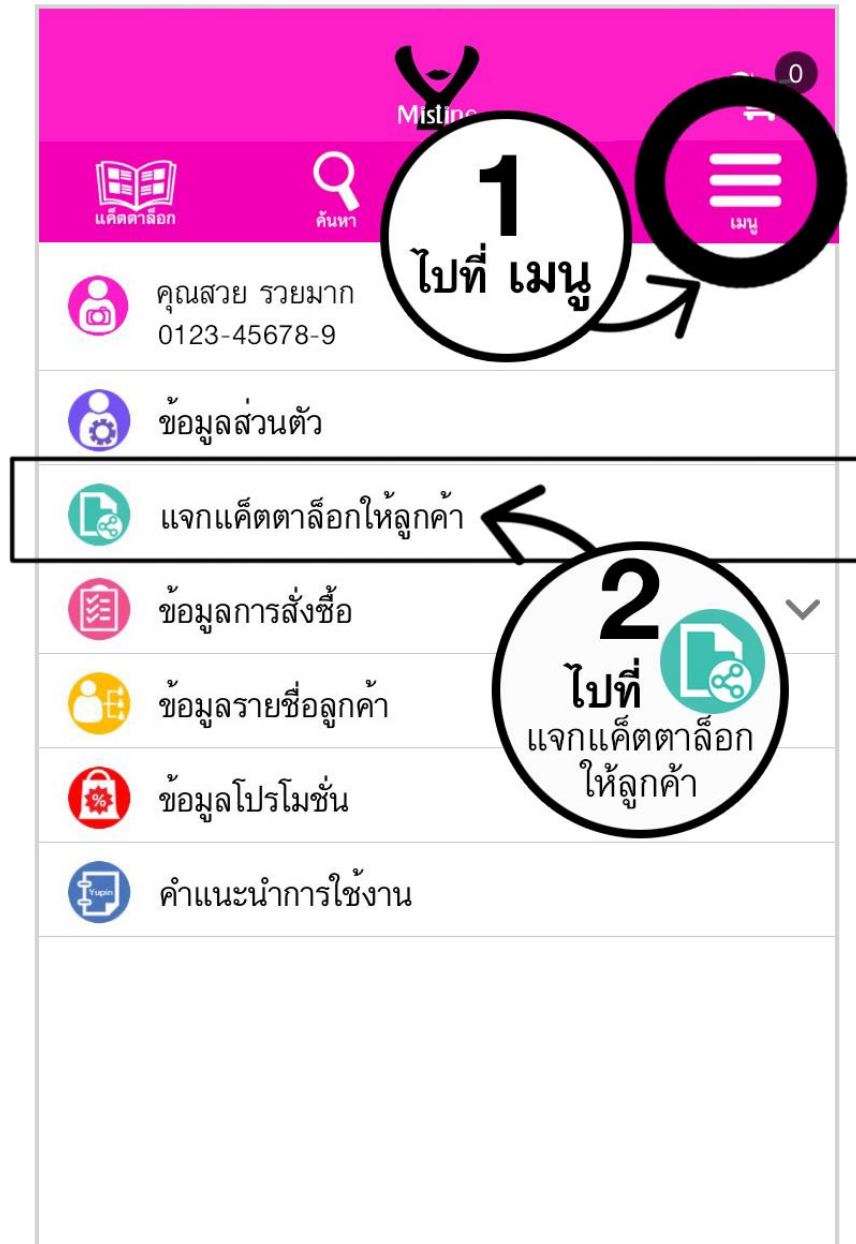 0
Mistine
แค็ตตาล็อก
ค้นหา
เมนู
1
ไปที่ เมนู
คุณสวย รวยมาก
0123-45678-9
ข้อมูลส่วนตัว
แจกแค็ตตาล็อกให้ลูกค้า
ข้อมูลการสั่งซื้อ
2
ไปที่
แจกแค็ตตาล็อก
ให้ลูกค้า
ข้อมูลรายชื่อลูกค้า
%
ข้อมูลโปรโมชั่น
Yupin
คำแนะนำการใช้งาน